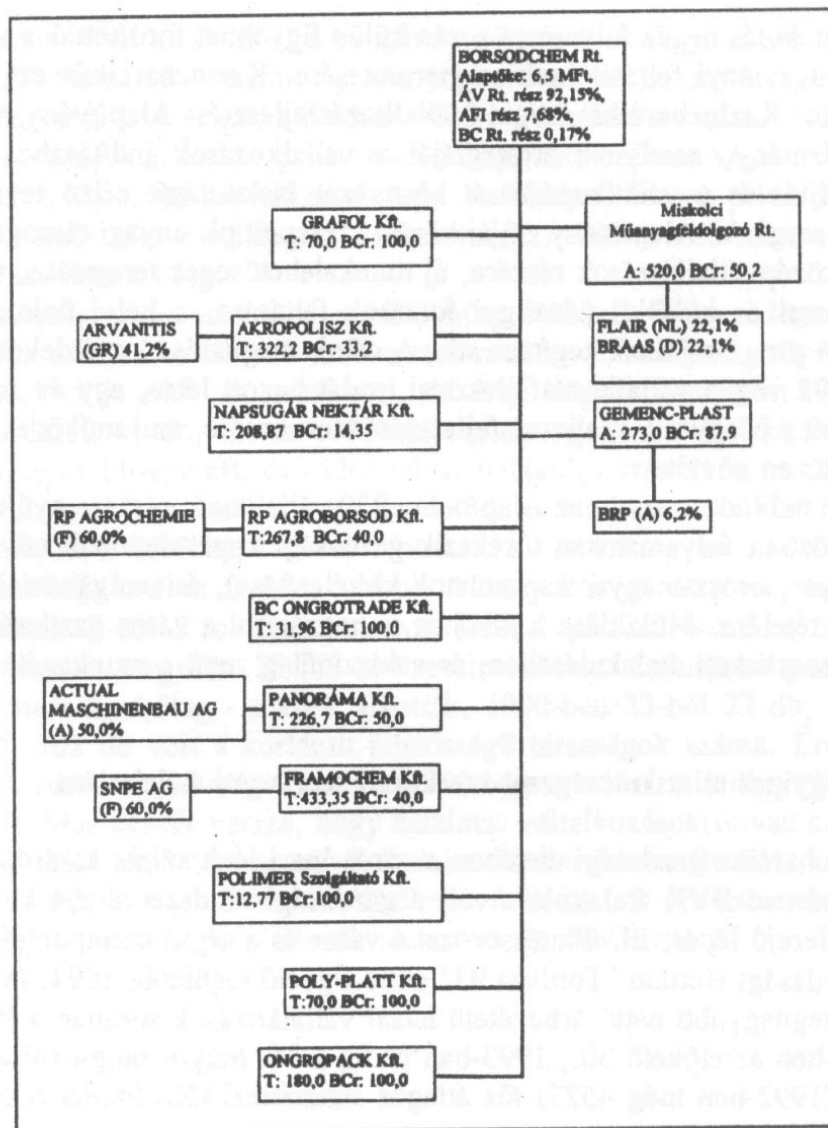 BORSODCHEM Rt.
Alaptőke: 6,5 MFt,
ÁV Rt. rész 92,15%,
AFI rész 7,68%,
BC Rt. rész 0,17%
GRAFOL Kft.
T: 70,0 BCr: 100,0
Miskolci
Műanyagfeldolgozó Rt.
A: 520,0 BCr: 50,2
ARVANITIS
(GR) 41,2%
AKROPOLISZ Kft.
T: 322,2 BCr: 33,2
FLAIR (NL) 22,1%
BRAAS (D) 22,1%
NAPSUGÁR NEKTÁR Kft.
T: 208,87 BCr: 14,35
GEMENC-PLAST
A: 273,0 BCr: 87,9
RP AGROCHEMIE
(F) 60,0%
RP AGROBORSOD Kft.
T:267,8 BCr: 40,0
BRP (A) 6,2%
BC ONGROTRADE Kft.
T: 31,96 BCr: 100,0
ACTUAL
MASCHINENBAU AG
(A) 50,0%
PANORÁMA Kft.
T: 226,7 BCr: 50,0
SNPE AG
(F) 60,0%
FRAMOCHEM Kft.
T:433,35 BCr: 40,0
POLIMER Szolgáltató Kft.
T:12,77 BCr:100,0
POLY-PLATT Kft.
T:70,0 BCr: 100,0
ONGROPACK Kft.
T: 180,0 BCr: 100,0